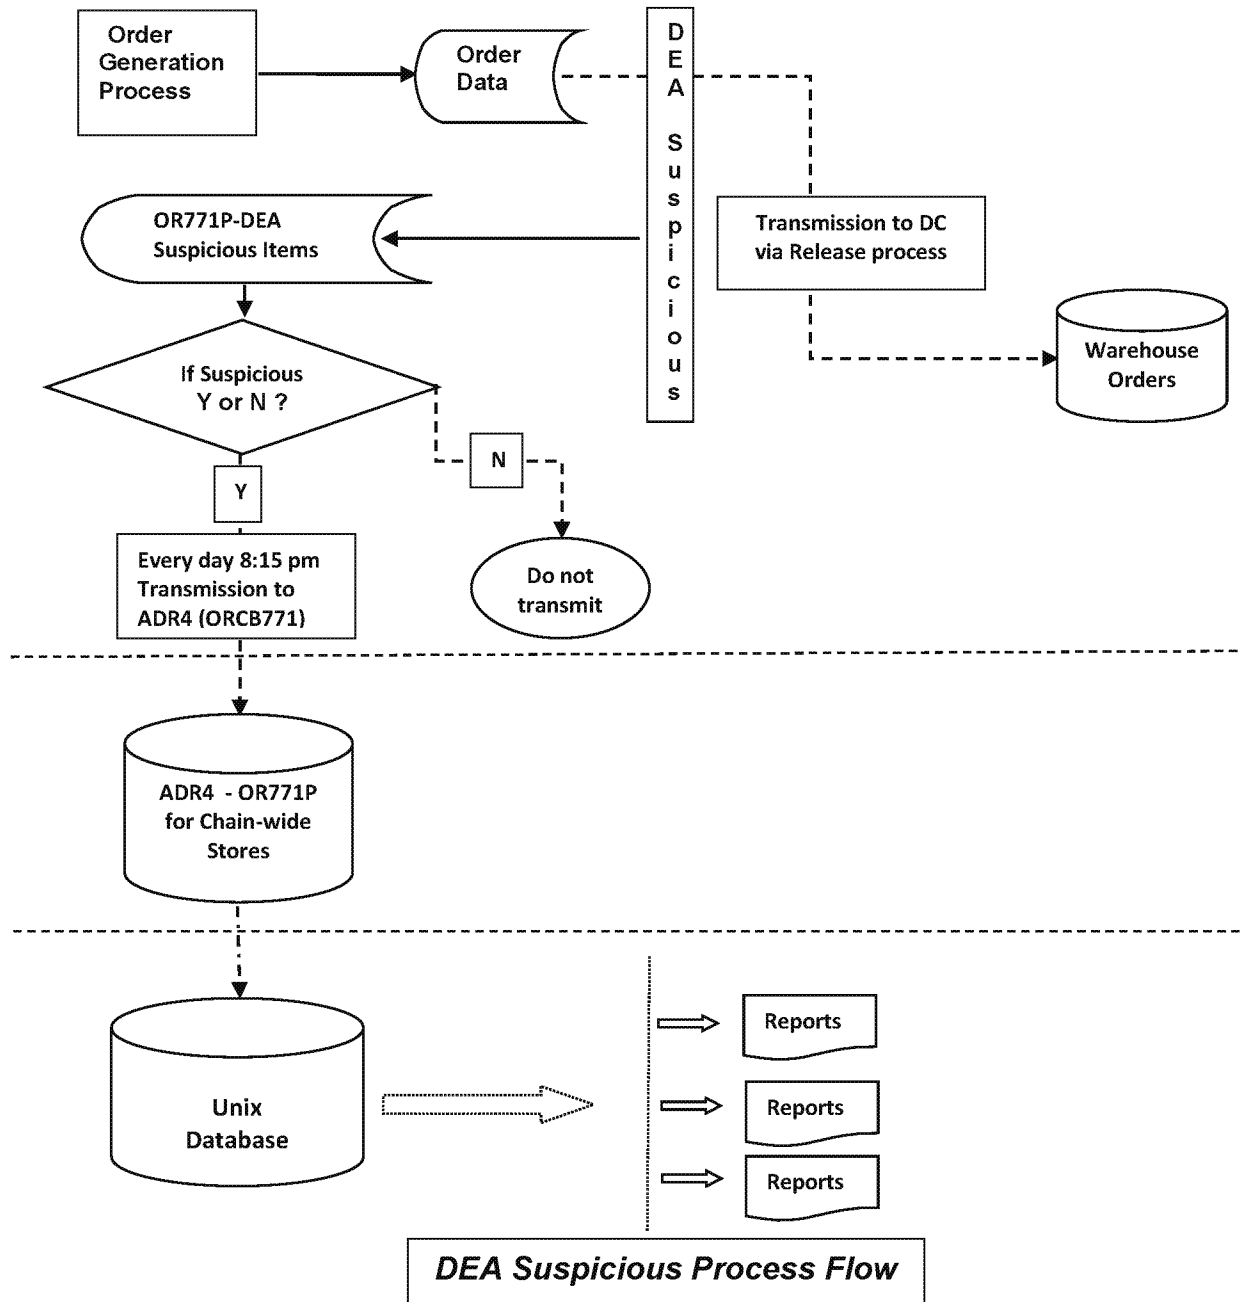 Order
Generation
Process
Order
Data
DEA Suspicious
OR771P-DEA
Suspicious Items
Transmission to DC
via Release process
Warehouse
Orders
If Suspicious
Y or N ?
N
Y
Every day 8:15 pm
Transmission to
ADR4 (ORCB771)
Do not
transmit
ADR4 - OR771P
for Chain-wide
Stores
Unix
Database
Reports
Reports
Reports
DEA Suspicious Process Flow